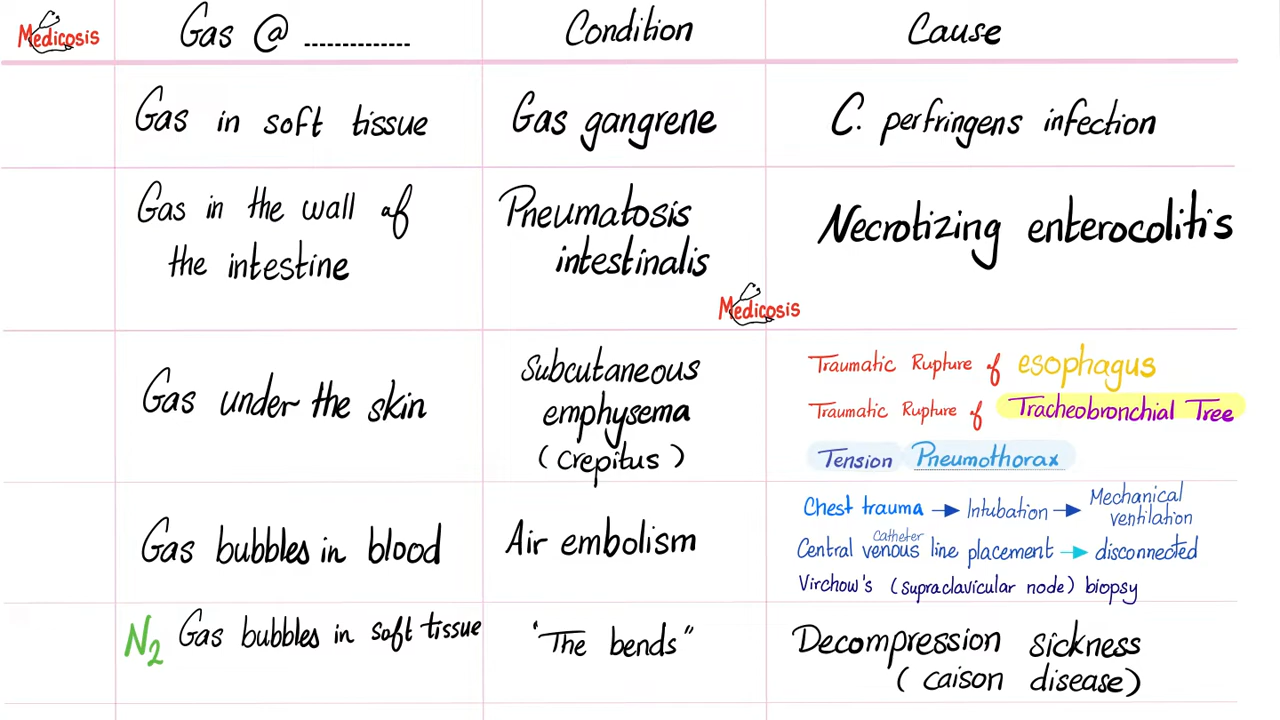 Medicosis
Gas @ .............
Condition
Cause
Gas in soft tissue
Gas gangrene
C. perfringens infection
Gas in the wall of
the intestine
Pneumatosis
intestinalis
Necrotizing enterocolitis
Medicosis
Gas under the skin
Subcutaneous
emphysema
(Crepitus)
Traumatic Rupture of esophagus
Traumatic Rupture of Tracheobronchial Tree
Tension Pneumothorax
Gas bubbles in blood
Air embolism
Chest trauma → Intubation → Mechanical
ventilation
Catheter
Central venous line placement → disconnected
Virchow's (supraclavicular node) biopsy
N2 Gas bubbles in soft tissue
"The bends"
Decompression sickness
(caison disease)